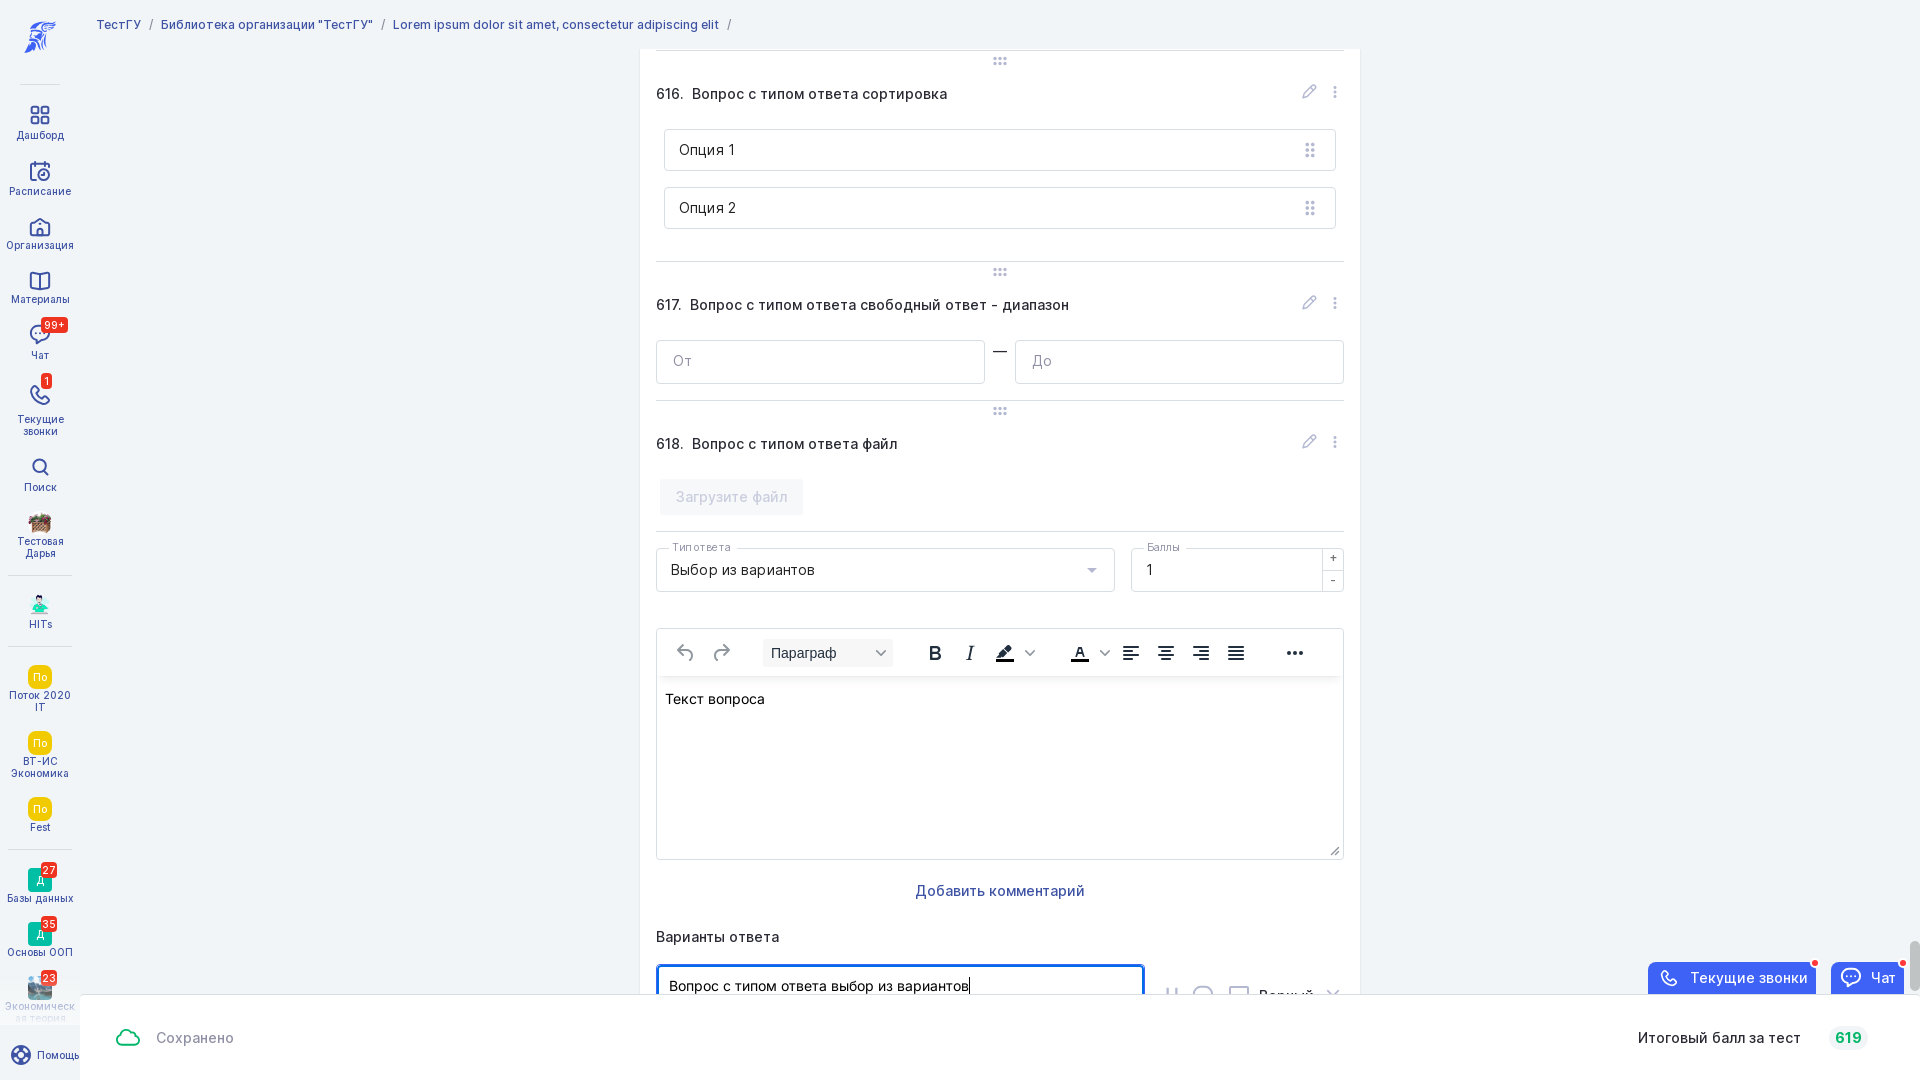 ТестГУ / Библиотека организации "ТестГУ" / Lorem ipsum dolor sit amet, consectetur adipiscing elit /
Дашборд
Расписание
Организация
Материалы
99+
Чат
1
Текущие
звонки
Поиск
Тестовая
Дарья
HITs
По
Поток 2020
IT
По
ВТ-ИС
Экономика
По
Fest
27
Д
Базы данных
35
Д
Основы ООП
23
Экономическ
ая теория
Помощь
616. Вопрос с типом ответа сортировка
Опция 1
Опция 2
617. Вопрос с типом ответа свободный ответ - диапазон
От — До
618. Вопрос с типом ответа файл
Загрузите файл
Тип ответа
Выбор из вариантов
Баллы
1
+
-
Параграф B I A
Текст вопроса
Добавить комментарий
Варианты ответа
Вопрос с типом ответа выбор из вариантов
Верный
Текущие звонки
Чат
Сохранено
Итоговый балл за тест 619